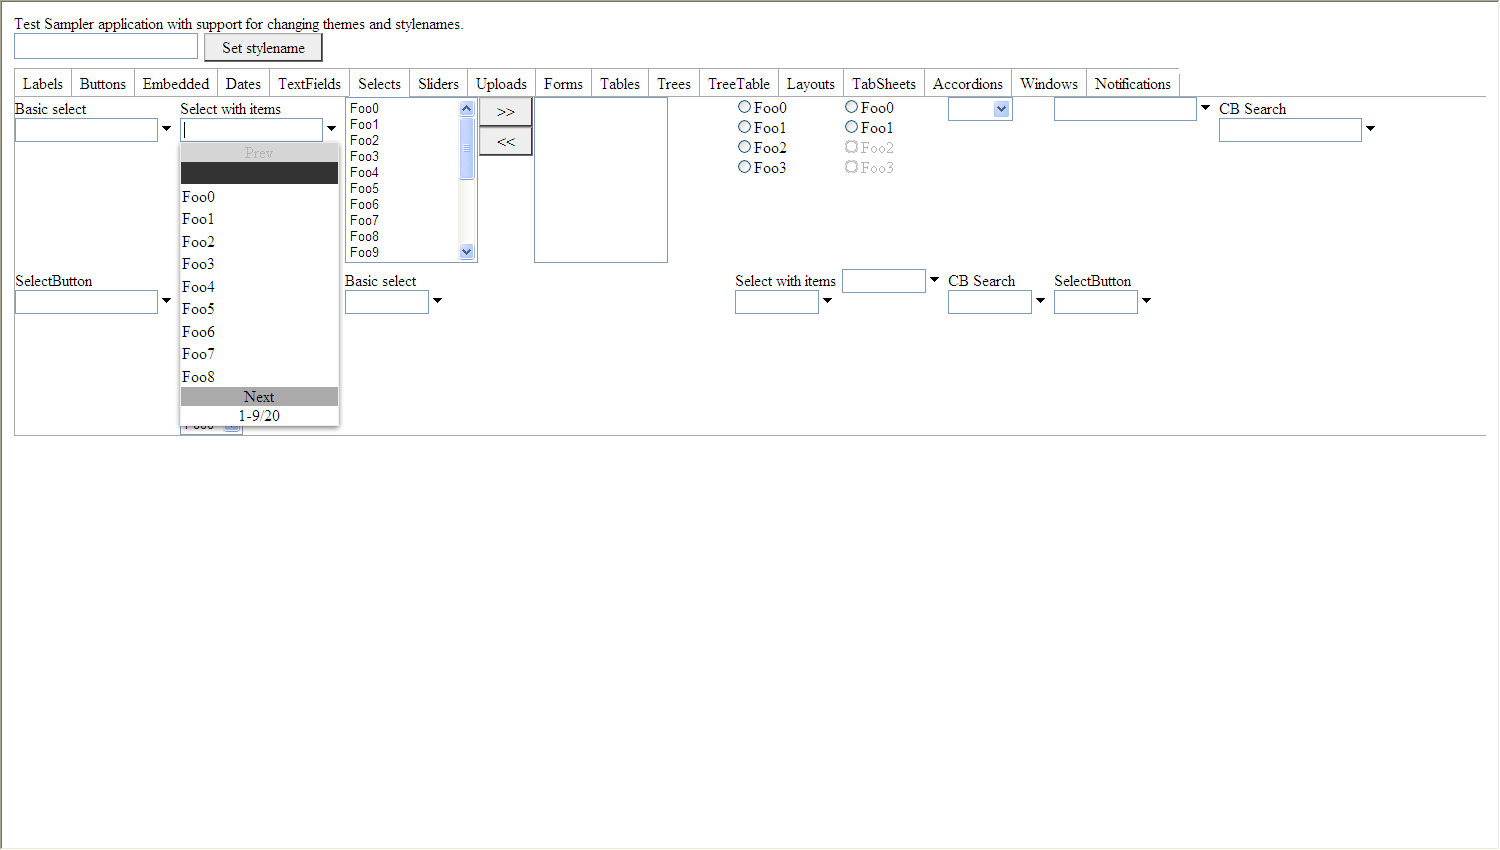 Test Sampler application with support for changing themes and stylenames.
Set stylename
Labels Buttons Embedded Dates TextFields Selects Sliders Uploads Forms Tables Trees TreeTable Layouts TabSheets Accordions Windows Notifications
Basic select
Select with items
Prev
Foo0
Foo1
Foo2
Foo3
Foo4
Foo5
Foo6
Foo7
Foo8
Next
1-9/20
Foo0
Foo1
Foo2
Foo3
Foo4
Foo5
Foo6
Foo7
Foo8
Foo9
>>
<<
Foo0
Foo1
Foo2
Foo3
Foo0
Foo1
Foo2
Foo3
CB Search
SelectButton
Basic select
Select with items
CB Search
SelectButton